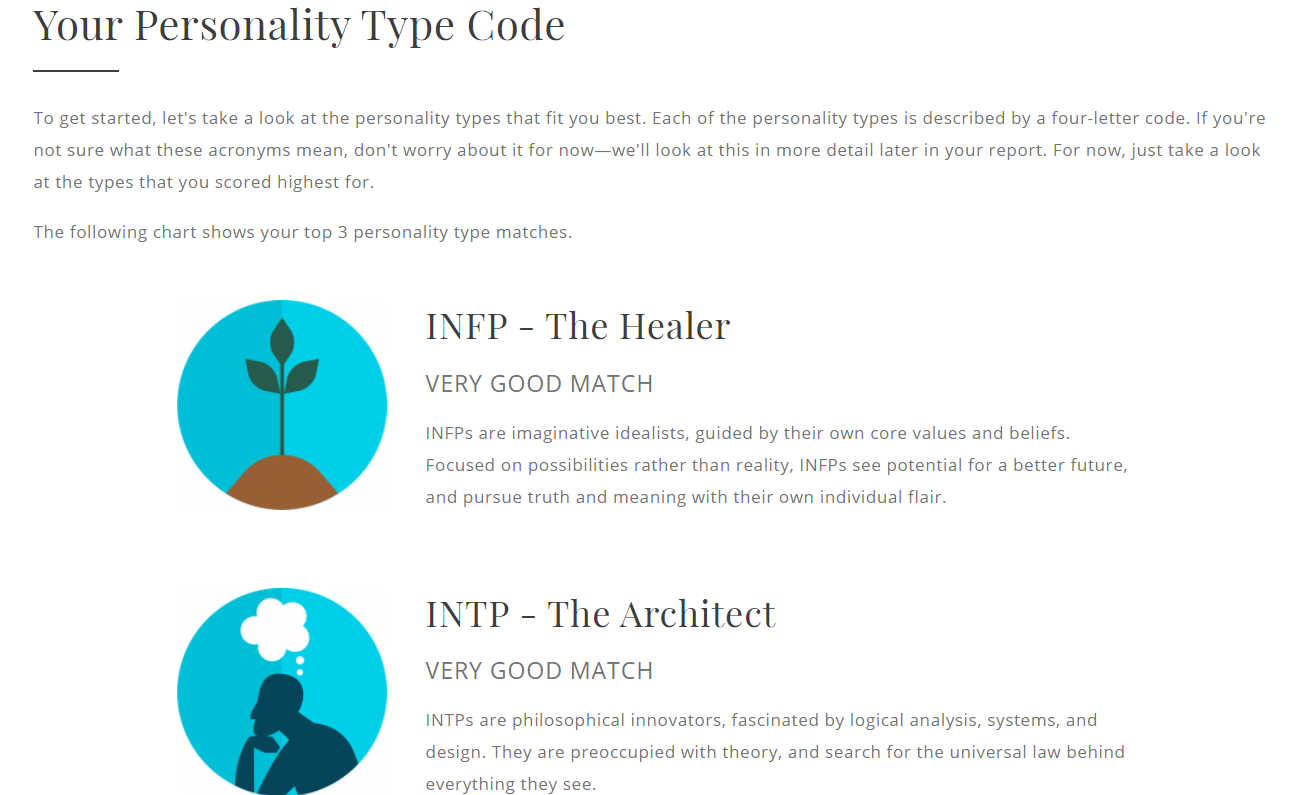 Your Personality Type Code
To get started, let's take a look at the personality types that fit you best. Each of the personality types is described by a four-letter code. If you're
not sure what these acronyms mean, don't worry about it for now—we'll look at this in more detail later in your report. For now, just take a look
at the types that you scored highest for.
The following chart shows your top 3 personality type matches.
INFP - The Healer
VERY GOOD MATCH
INFPs are imaginative idealists, guided by their own core values and beliefs.
Focused on possibilities rather than reality, INFPs see potential for a better future,
and pursue truth and meaning with their own individual flair.
INTP - The Architect
VERY GOOD MATCH
INTPs are philosophical innovators, fascinated by logical analysis, systems, and
design. They are preoccupied with theory, and search for the universal law behind
everything they see.